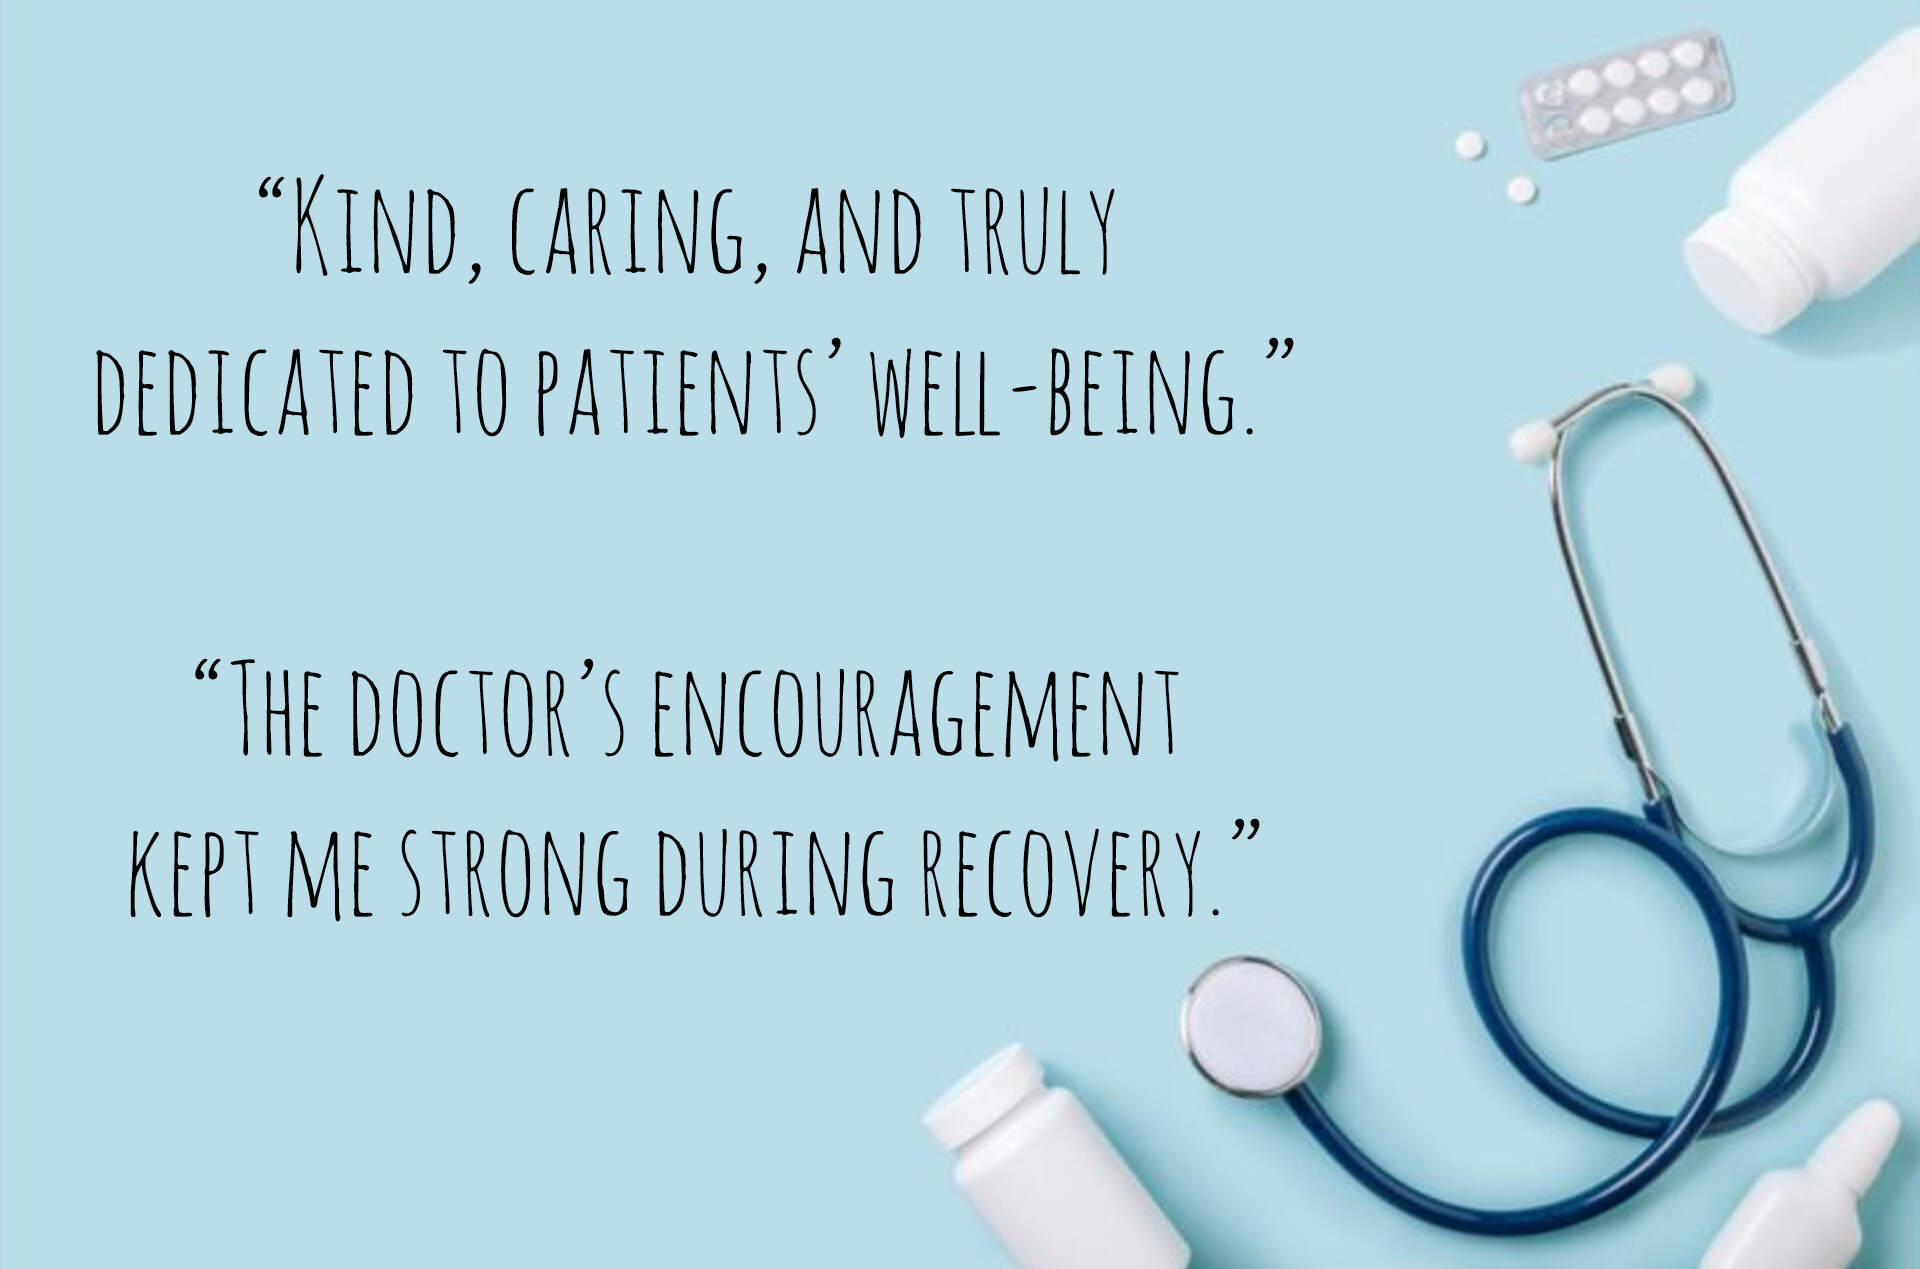 “Kind, caring, and truly
dedicated to patients’ well-being.”
“The doctor’s encouragement
kept me strong during recovery.”